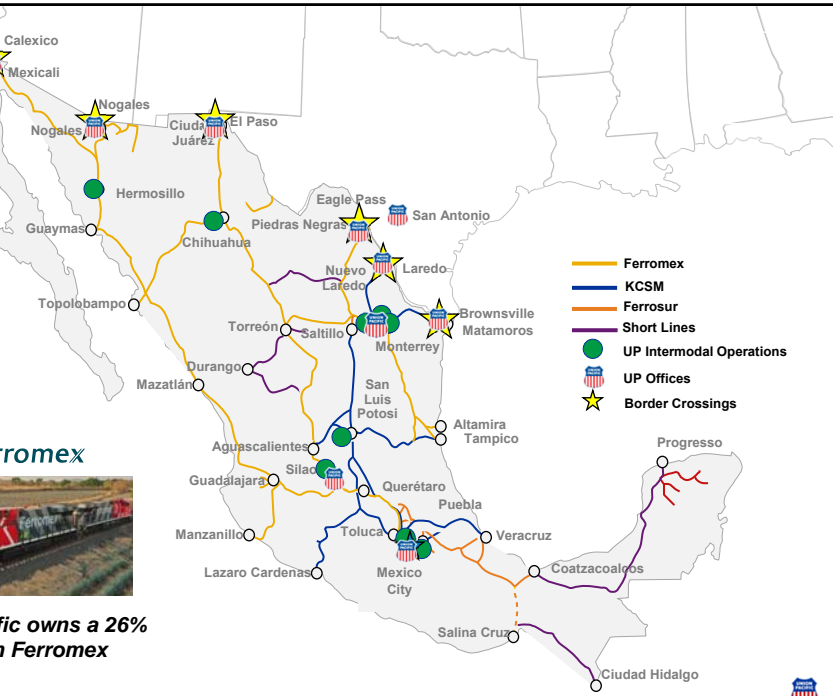 Calexico
Mexicali
Nogales
Nogales
Ciudad
Juárez
El Paso
Hermosillo
Guaymas
Chihuahua
Eagle Pass
Piedras Negras
San Antonio
Nuevo
Laredo
Laredo
Topolobampo
Torreón
Saltillo
Monterrey
Brownsville
Matamoros
Ferromex
KCSM
Ferrosur
Short Lines
UP Intermodal Operations
UP Offices
Border Crossings
Durango
Mazatlán
San
Luis
Potosi
Altamira
Tampico
Aguascalientes
Silao
Guadalajara
Querétaro
Puebla
Progresso
Manzanillo
Toluca
Veracruz
Lazaro Cardenas
Mexico
City
Coatzacoalcos
Salina Cruz
Ciudad Hidalgo
rromex
Ferromex
fic owns a 26%
n Ferromex
UNION
PACIFIC